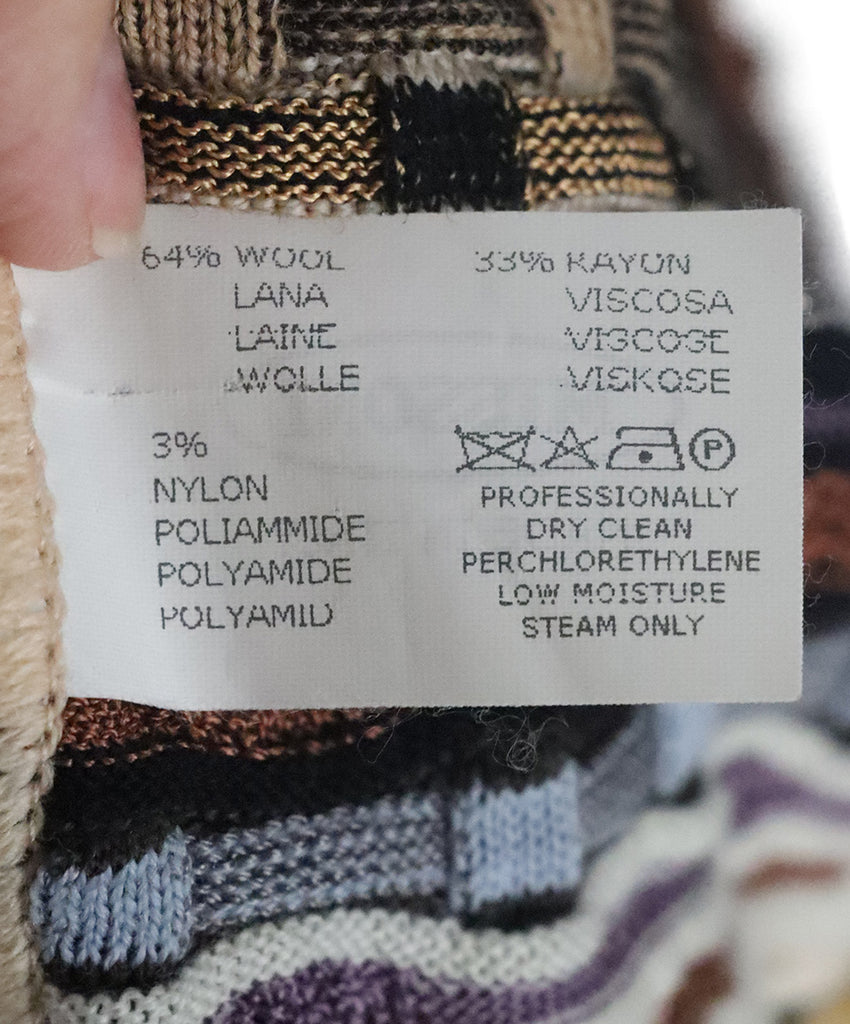 64% WOOL
LANA
LAINE
WOLLE
33% RAYON
VISCOSA
VISCOSE
VISKOSE
3%
NYLON
POLIAMMIDE
POLYAMIDE
POLYAMID
P
PROFESSIONALLY
DRY CLEAN
PERCHLORETHYLENE
LOW MOISTURE
STEAM ONLY